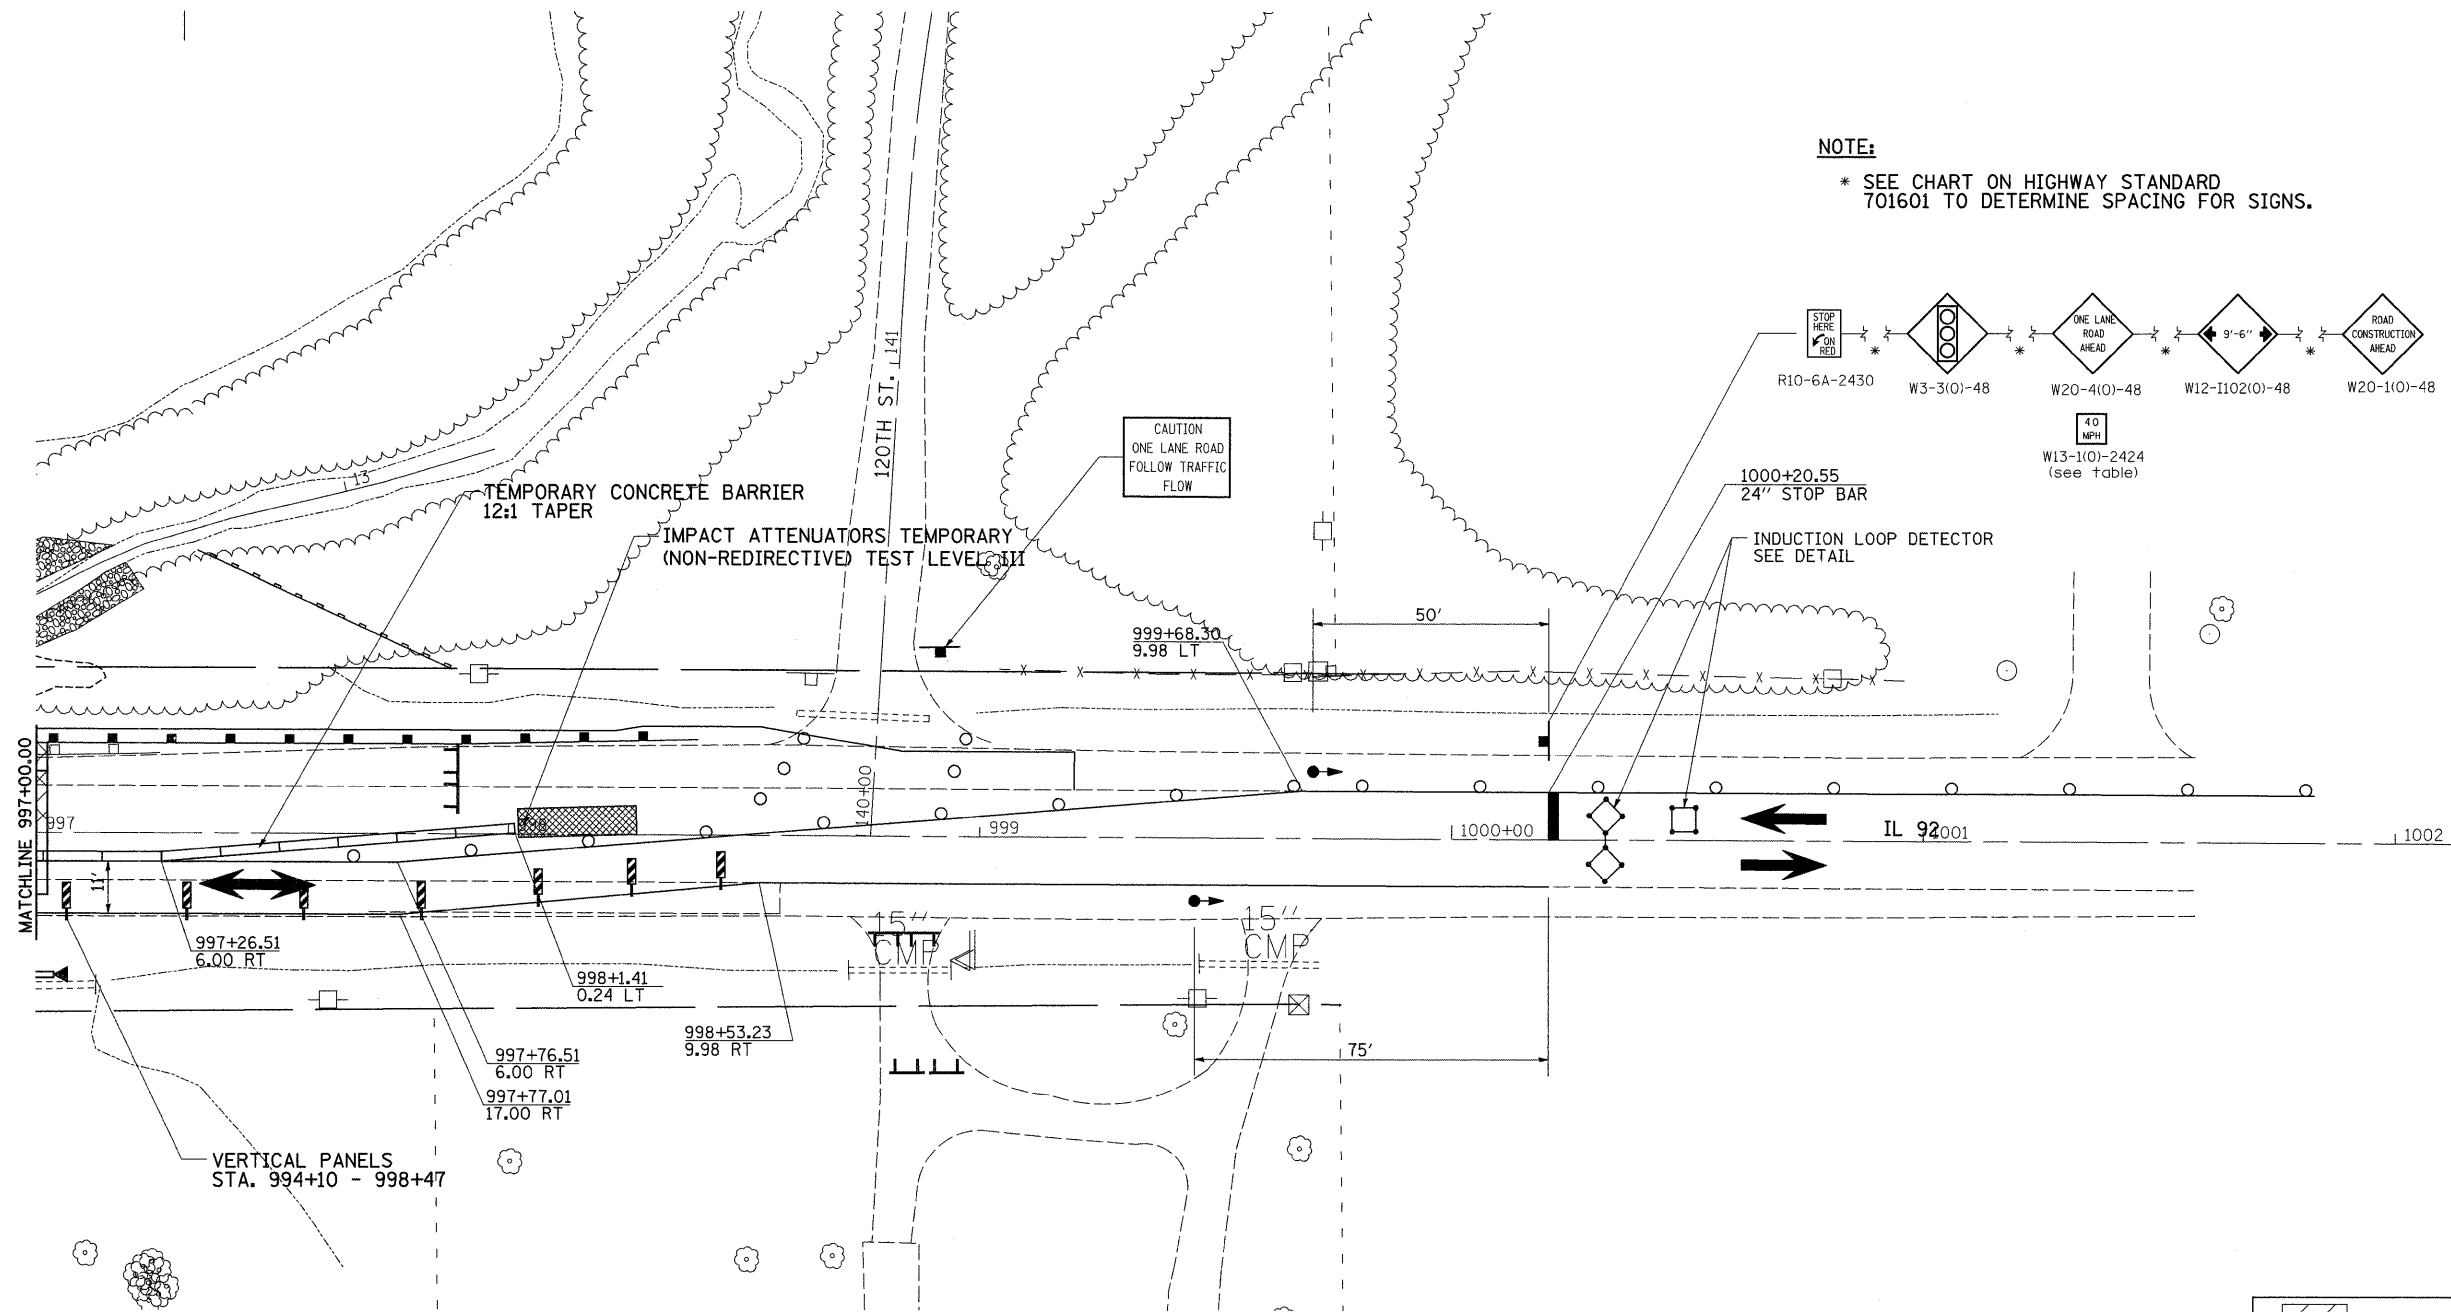 NOTE:
* SEE CHART ON HIGHWAY STANDARD
701601 TO DETERMINE SPACING FOR SIGNS.
STOP
HERE
ON
RED
ONE LANE
ROAD
AHEAD
9'-6"
ROAD
CONSTRUCTION
AHEAD
* * * *
R10-6A-2430
W3-3(O)-48
W20-4(O)-48
W12-I102(O)-48
W20-1(O)-48
40
MPH
W13-1(O)-2424
(see table)
120TH ST.
141
CAUTION
ONE LANE ROAD
FOLLOW TRAFFIC
FLOW
13
TEMPORARY CONCRETE BARRIER
12:1 TAPER
IMPACT ATTENUATORS TEMPORARY
(NON-REDIRECTIVE) TEST LEVEL III
1000+20.55
24" STOP BAR
INDUCTION LOOP DETECTOR
SEE DETAIL
50'
999+68.30
9.98 LT
MATCHLINE 997+00.00
997
140+00
999
1000+00
IL 92
1001
1002
11'
997+26.51
6.00 RT
998+1.41
0.24 LT
998+53.23
9.98 RT
997+76.51
6.00 RT
997+77.01
17.00 RT
15"
CMP
15"
CMP
75'
VERTICAL PANELS
STA. 994+10 - 998+47